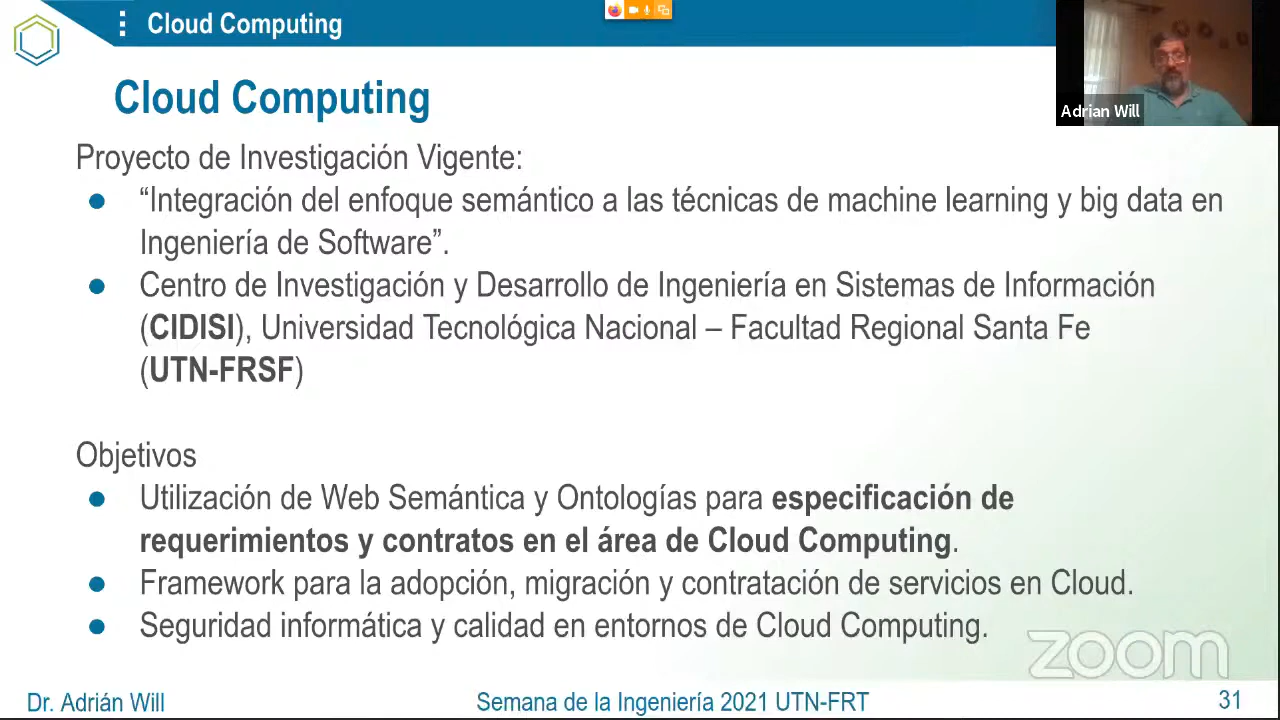 Cloud Computing
Adrian Will
Cloud Computing
Proyecto de Investigación Vigente:
● “Integración del enfoque semántico a las técnicas de machine learning y big data en
Ingeniería de Software”.
● Centro de Investigación y Desarrollo de Ingeniería en Sistemas de Información
(CIDISI), Universidad Tecnológica Nacional – Facultad Regional Santa Fe
(UTN-FRSF)
Objetivos
● Utilización de Web Semántica y Ontologías para especificación de
requerimientos y contratos en el área de Cloud Computing.
● Framework para la adopción, migración y contratación de servicios en Cloud.
● Seguridad informática y calidad en entornos de Cloud Computing.
zoom
Dr. Adrián Will
Semana de la Ingeniería 2021 UTN-FRT
31